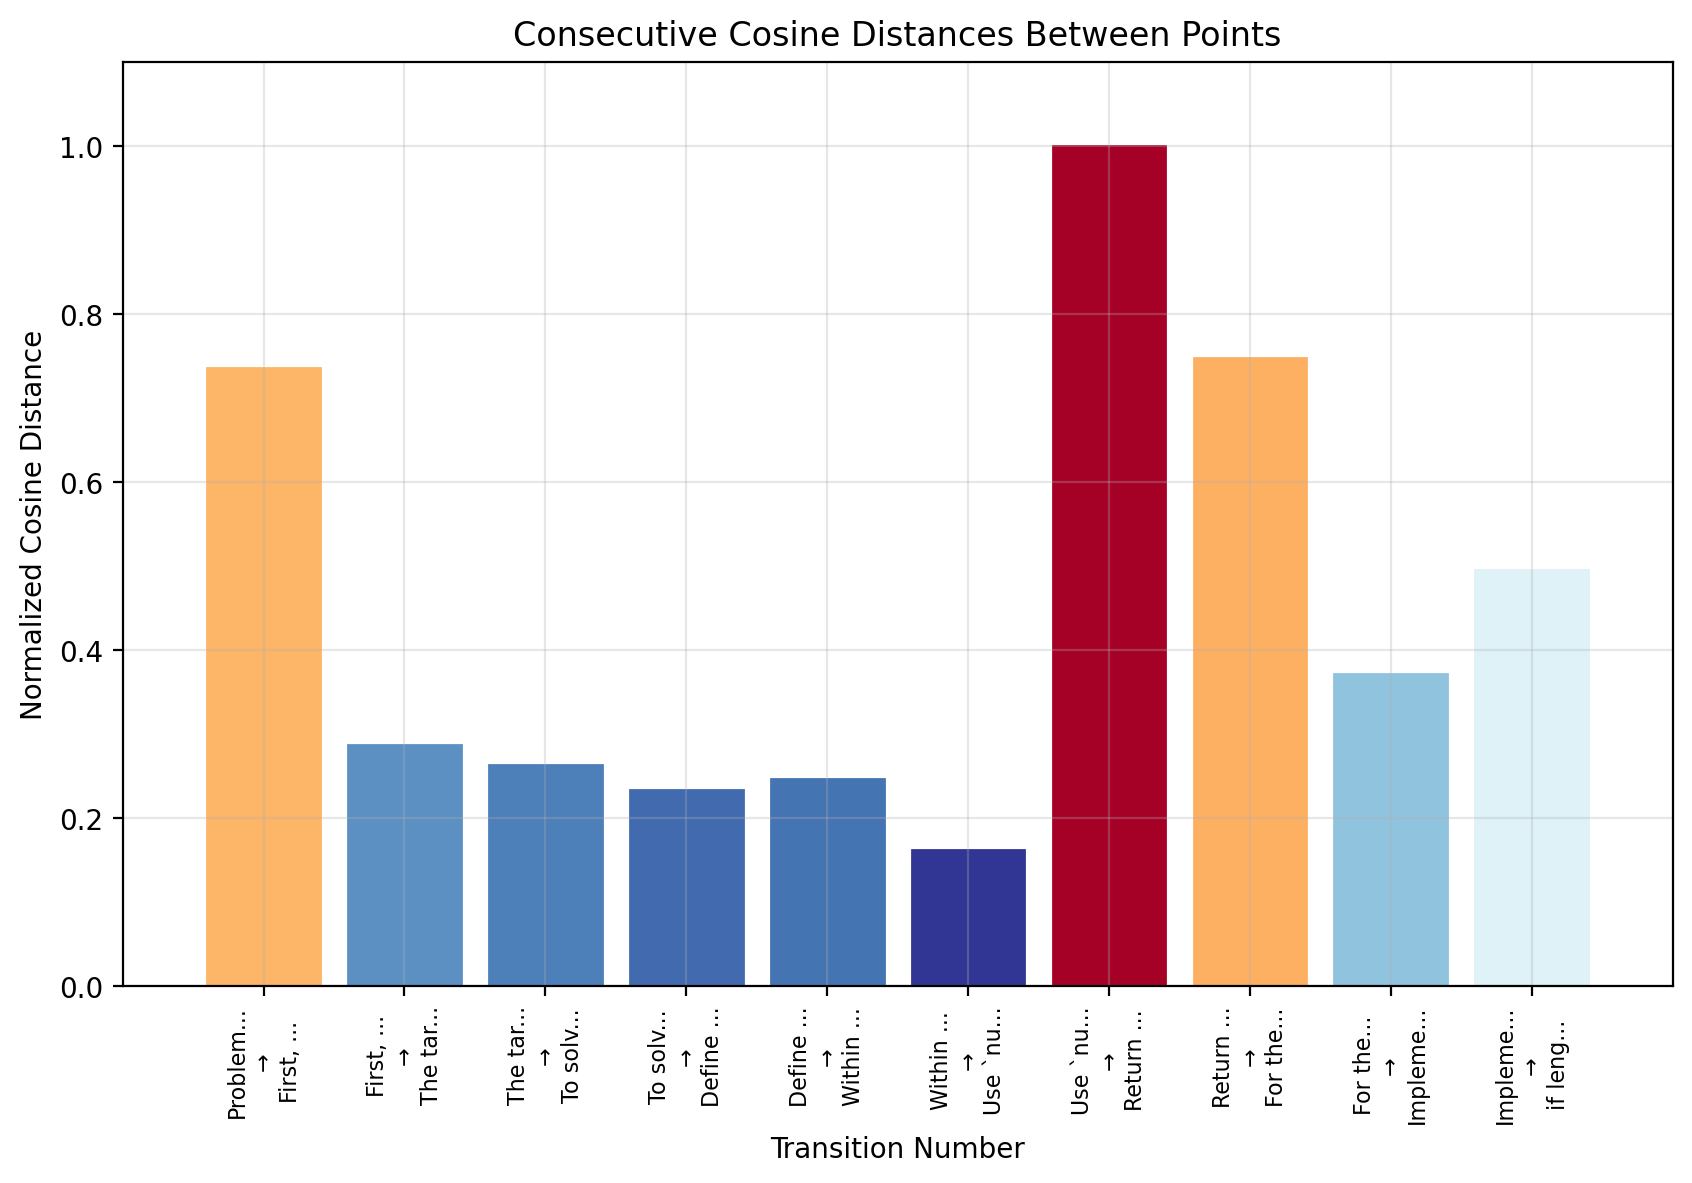 Consecutive Cosine Distances Between Points
Normalized Cosine Distance
1.0
0.8
0.6
0.4
0.2
0.0
Problem...
→
First, ...
First, ...
→
The tar...
The tar...
→
To solv...
To solv...
→
Define ...
Define ...
→
Within ...
Within ...
→
Use `nu...
Use `nu...
→
Return ...
Return ...
→
For the...
For the...
→
Impleme...
Impleme...
→
if leng...
Transition Number